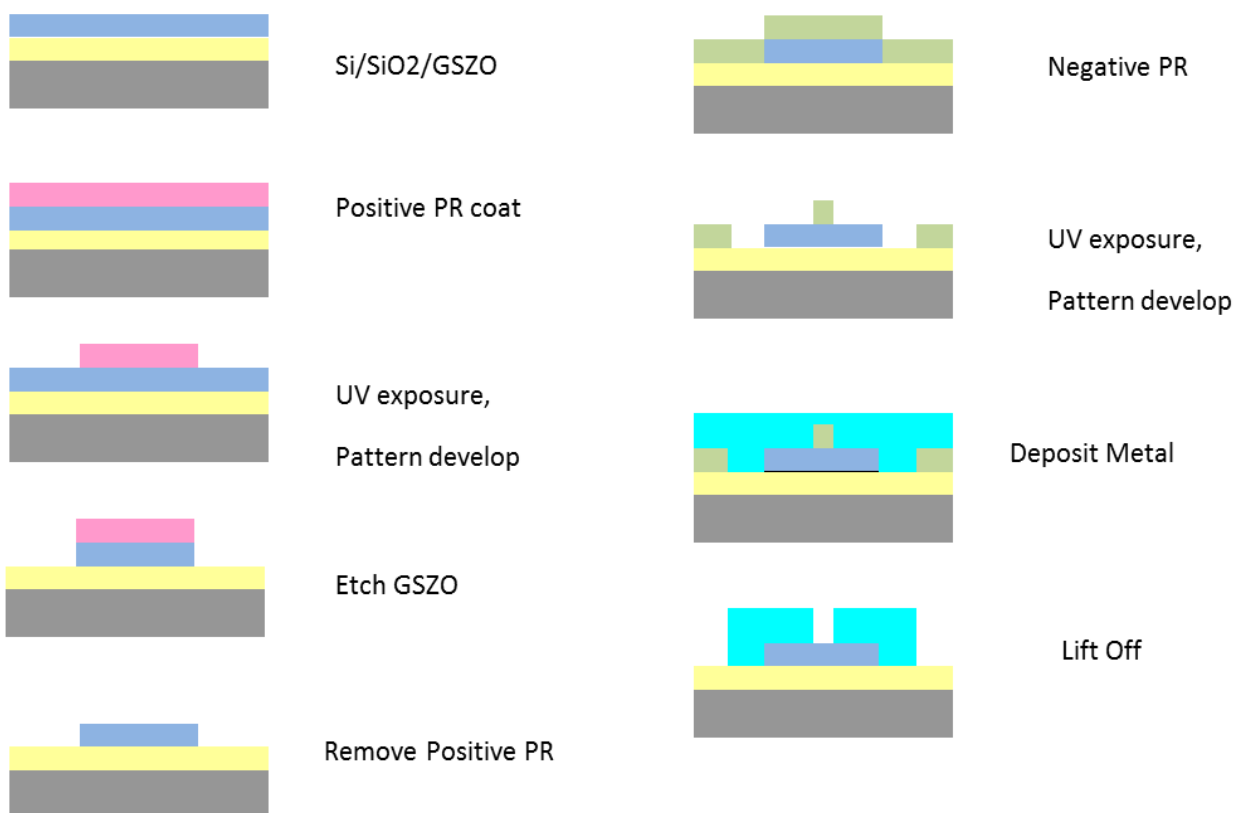 Si/SiO2/GSZO
Positive PR coat
UV exposure,
Pattern develop
Etch GSZO
Remove Positive PR
Negative PR
UV exposure,
Pattern develop
Deposit Metal
Lift Off